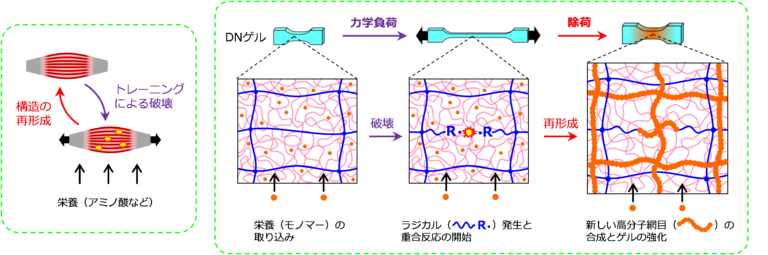 構造の
再形成
トレーニング
による破壊
栄養（アミノ酸など）
DNゲル
力学負荷
除荷
R・
・R
破壊
再形成
栄養（モノマー）の
取り込み
ラジカル（ R・）発生と
重合反応の開始
新しい高分子網目（ ）の
合成とゲルの強化